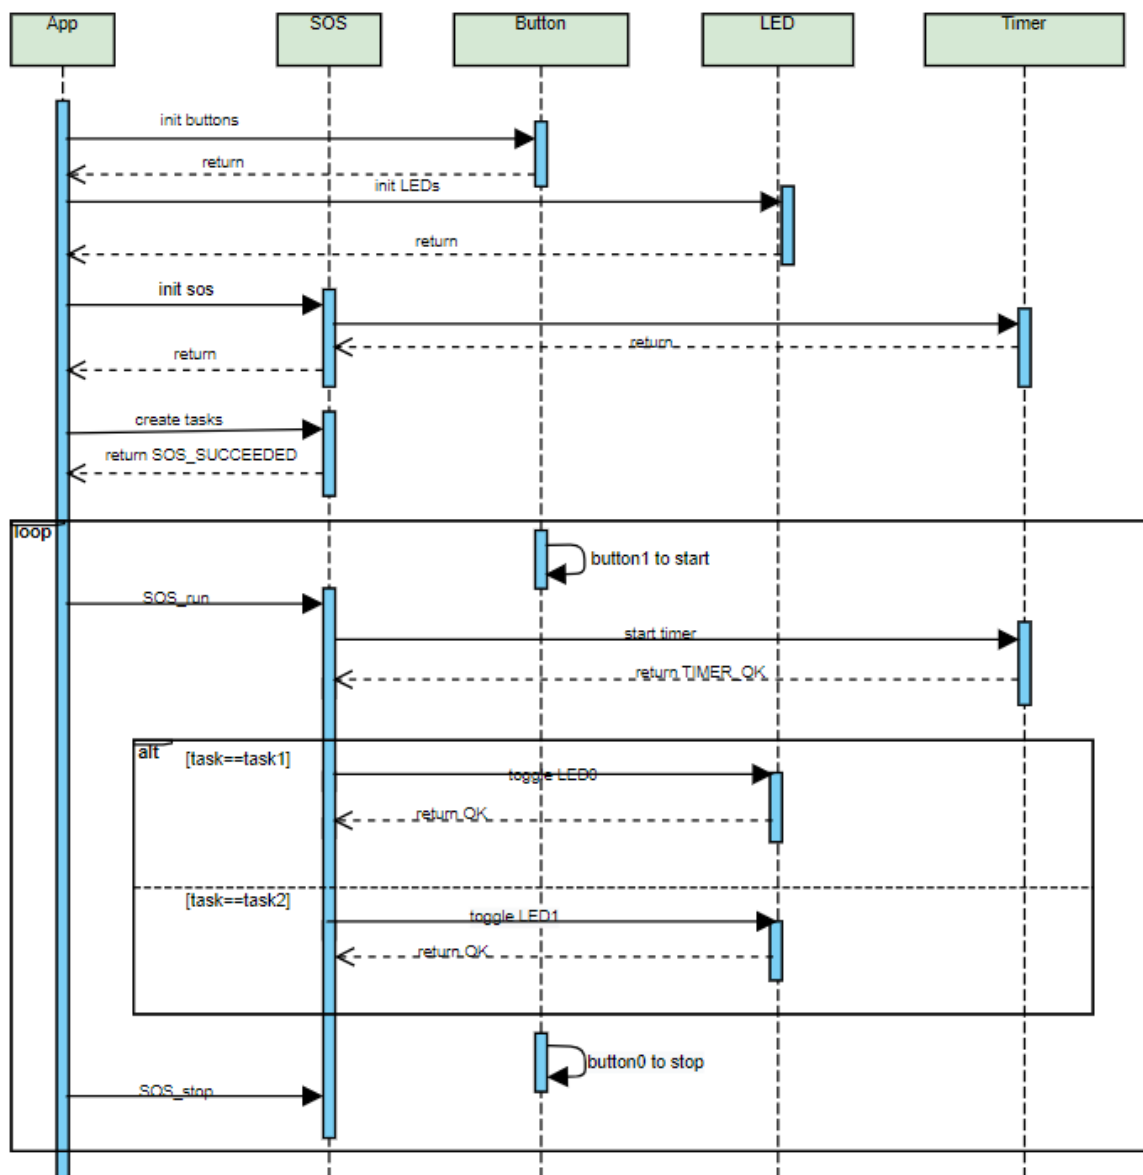 App
SOS
Button
LED
Timer
init buttons
return
init LEDs
return
init sos
return
return
create tasks
return SOS_SUCCEEDED
loop
button1 to start
SOS_run
start timer
return TIMER_OK
alt
[task==task1]
toggle LED0
return OK
[task==task2]
toggle LED1
return OK
button0 to stop
SOS_stop